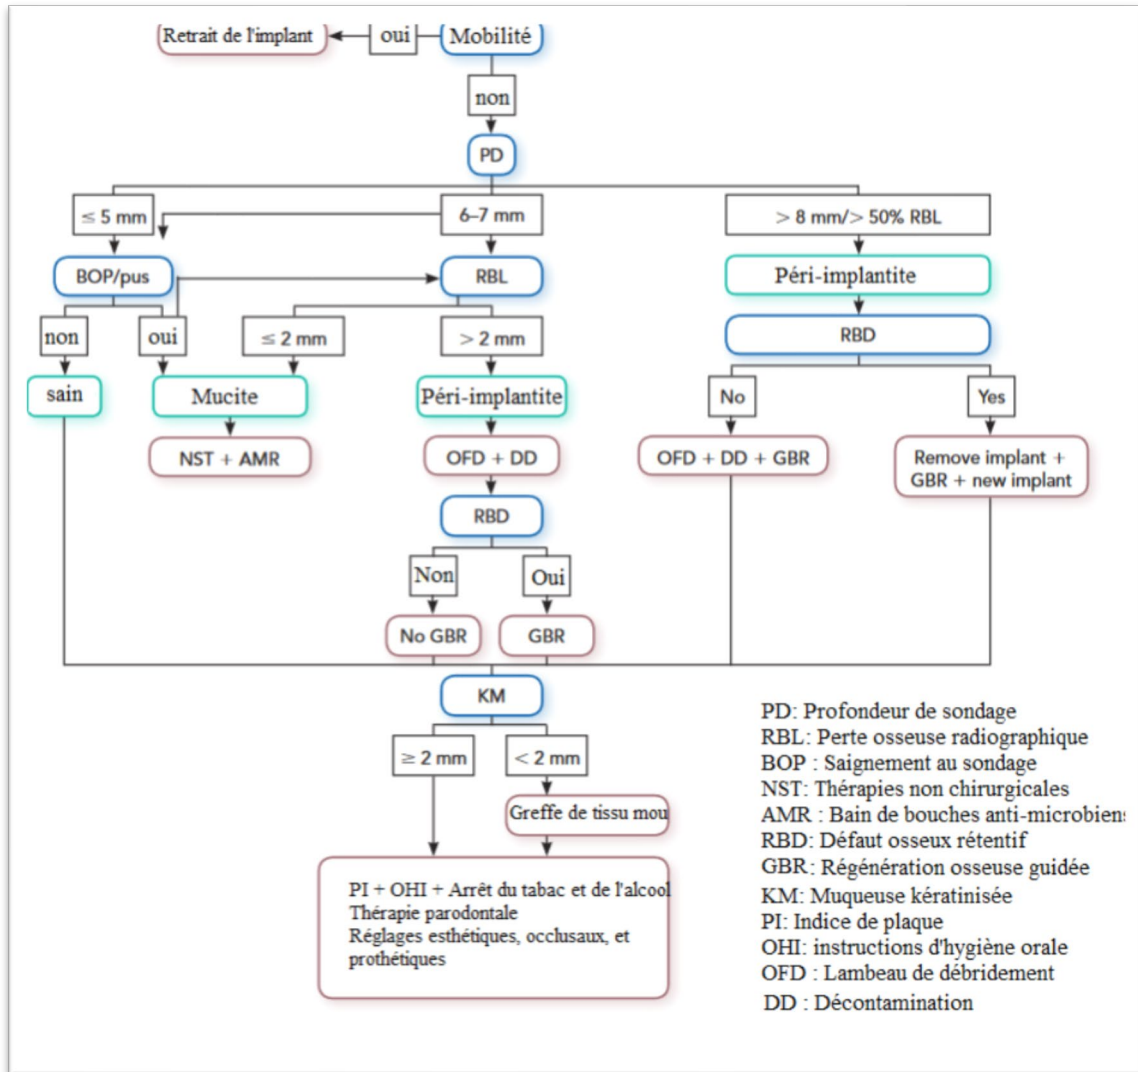 Retrait de l'implant
oui
Mobilité
non
PD
≤ 5 mm
6–7 mm
> 8 mm/> 50% RBL
BOP/pus
RBL
Péri-implantite
non
oui
≤ 2 mm
> 2 mm
RBD
sain
Mucite
Péri-implantite
No
Yes
NST + AMR
OFD + DD
OFD + DD + GBR
Remove implant +
GBR + new implant
RBD
Non
Oui
No GBR
GBR
KM
≥ 2 mm
< 2 mm
Greffe de tissu mou
PI + OHI + Arrêt du tabac et de l'alcool
Thérapie parodontale
Réglages esthétiques, occlusaux, et
prothétiques
PD: Profondeur de sondage
RBL: Perte osseuse radiographique
BOP : Saignement au sondage
NST: Thérapies non chirurgicales
AMR : Bain de bouches anti-microbiens
RBD: Défaut osseux rétentif
GBR: Régénération osseuse guidée
KM: Muqueuse kératinisée
PI: Indice de plaque
OHI: instructions d'hygiène orale
OFD : Lambeau de débridement
DD : Décontamination